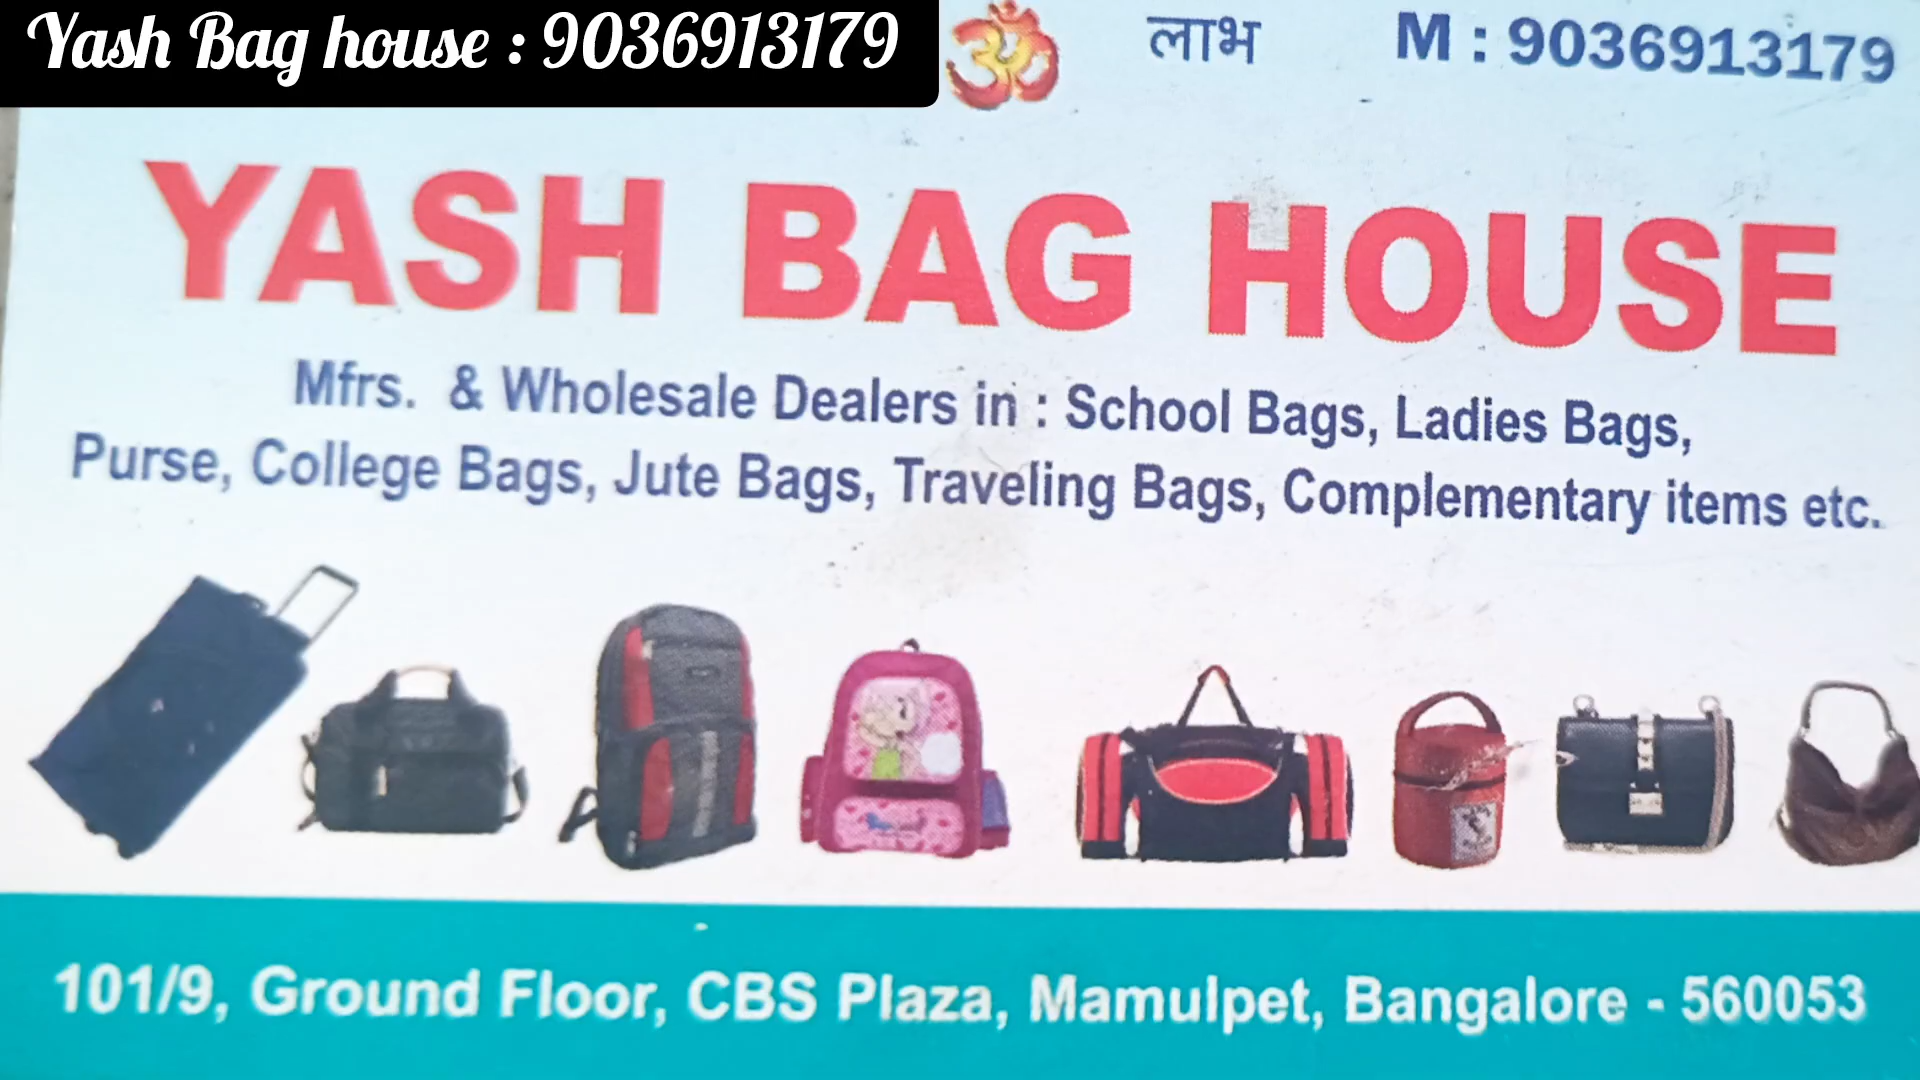 Yash Bag house : 9036913179
ॐ
लाभ
M : 9036913179
YASH BAG HOUSE
Mfrs. & Wholesale Dealers in : School Bags, Ladies Bags,
Purse, College Bags, Jute Bags, Traveling Bags, Complementary items etc.
101/9, Ground Floor, CBS Plaza, Mamulpet, Bangalore - 560053